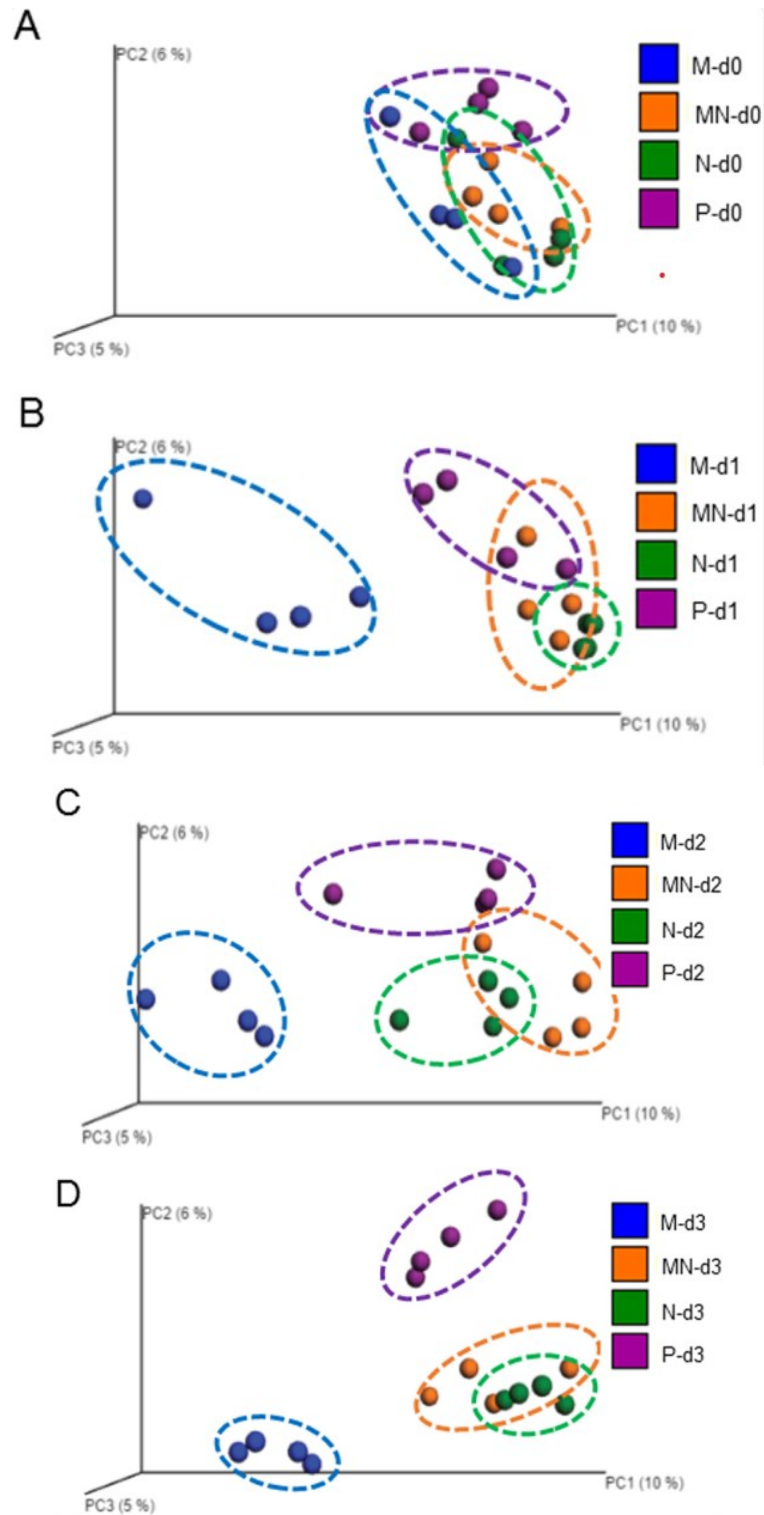 A
PC2 (6 %)
M-d0
MN-d0
N-d0
P-d0
PC1 (10 %)
PC3 (5 %)
B
PC2 (6 %)
M-d1
MN-d1
N-d1
P-d1
PC1 (10 %)
PC3 (5 %)
C
PC2 (6 %)
M-d2
MN-d2
N-d2
P-d2
PC1 (10 %)
PC3 (5 %)
D
PC2 (6 %)
M-d3
MN-d3
N-d3
P-d3
PC1 (10 %)
PC3 (5 %)